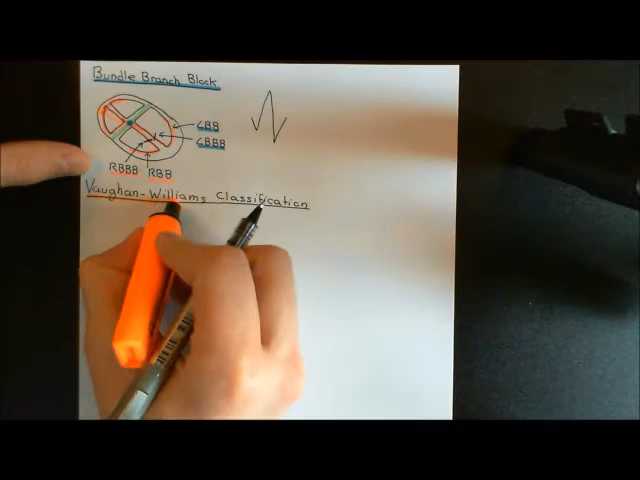 Bundle Branch Block
LBB
LBBB
RBBB RBB
Vaughan-Williams Classification